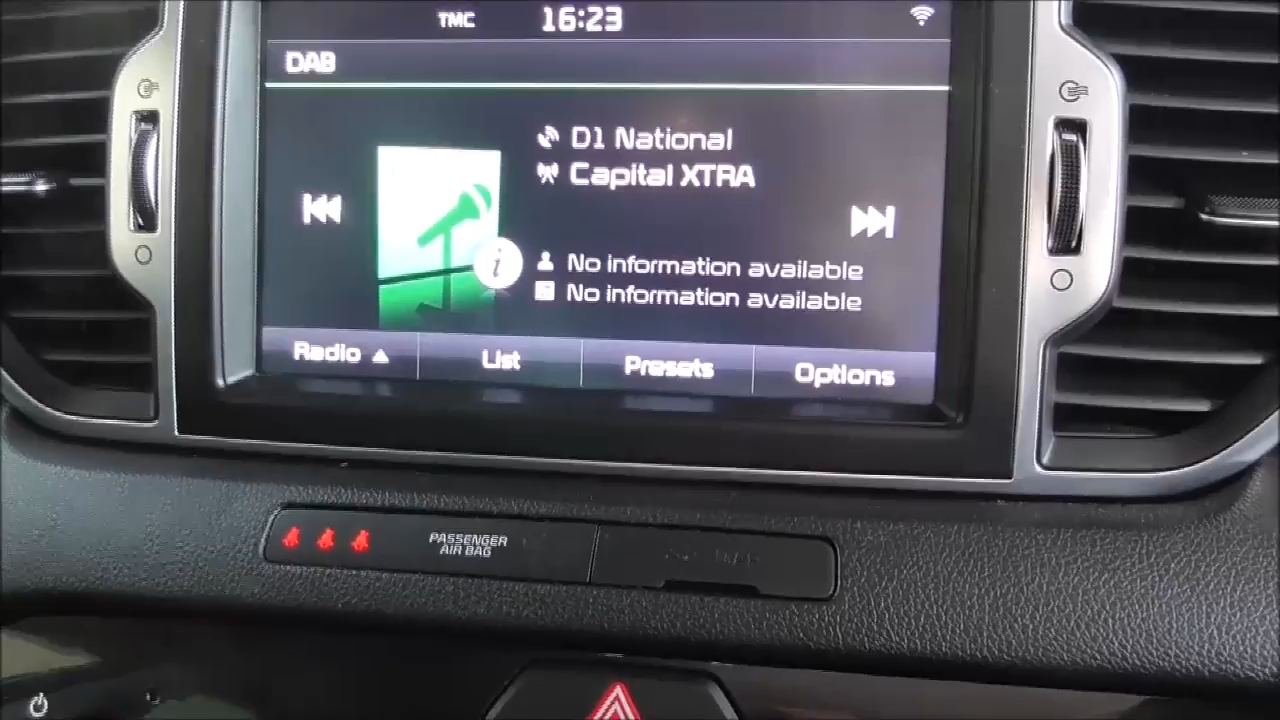 TMC 16:23
DAB
D1 National
Capital XTRA
i
No information available
No information available
Radio ▲ List Presets Options
PASSENGER
AIR BAG